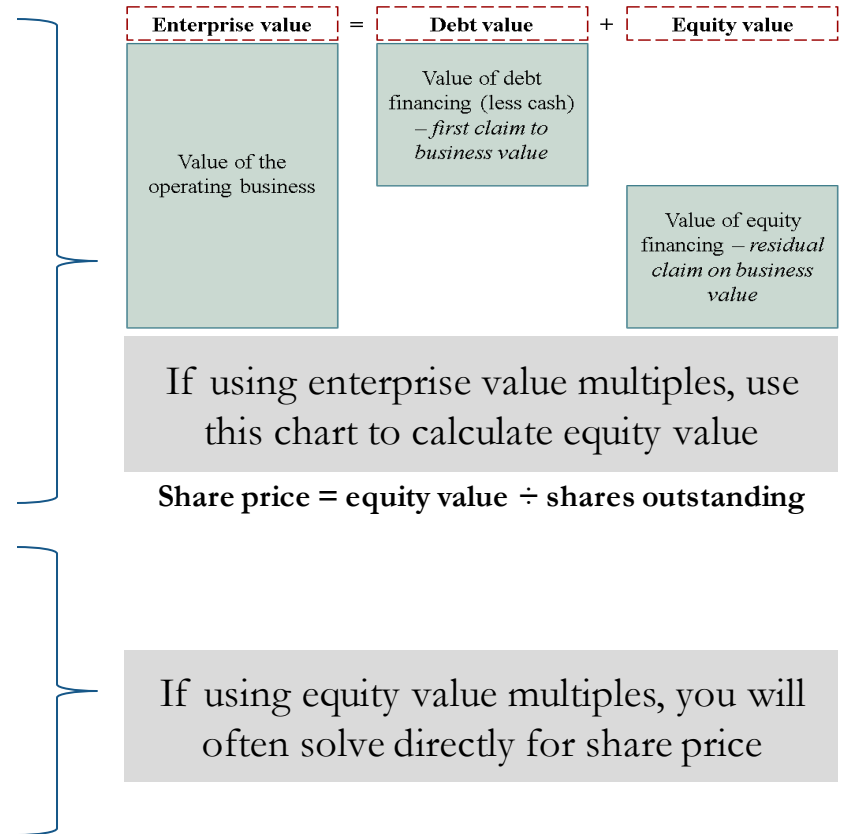 Enterprise value = Debt value + Equity value
Value of the
operating business
Value of debt
financing (less cash)
– first claim to
business value
Value of equity
financing – residual
claim on business
value
If using enterprise value multiples, use
this chart to calculate equity value
Share price = equity value ÷ shares outstanding
If using equity value multiples, you will
often solve directly for share price